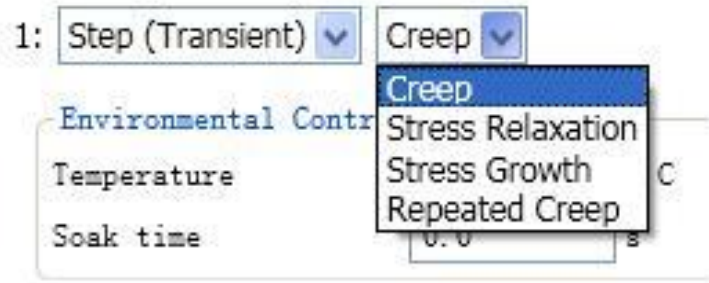 1: Step (Transient) Creep
Creep
Environmental Contr
Stress Relaxation
Temperature
Stress Growth
C
Repeated Creep
Soak time
0.0
s